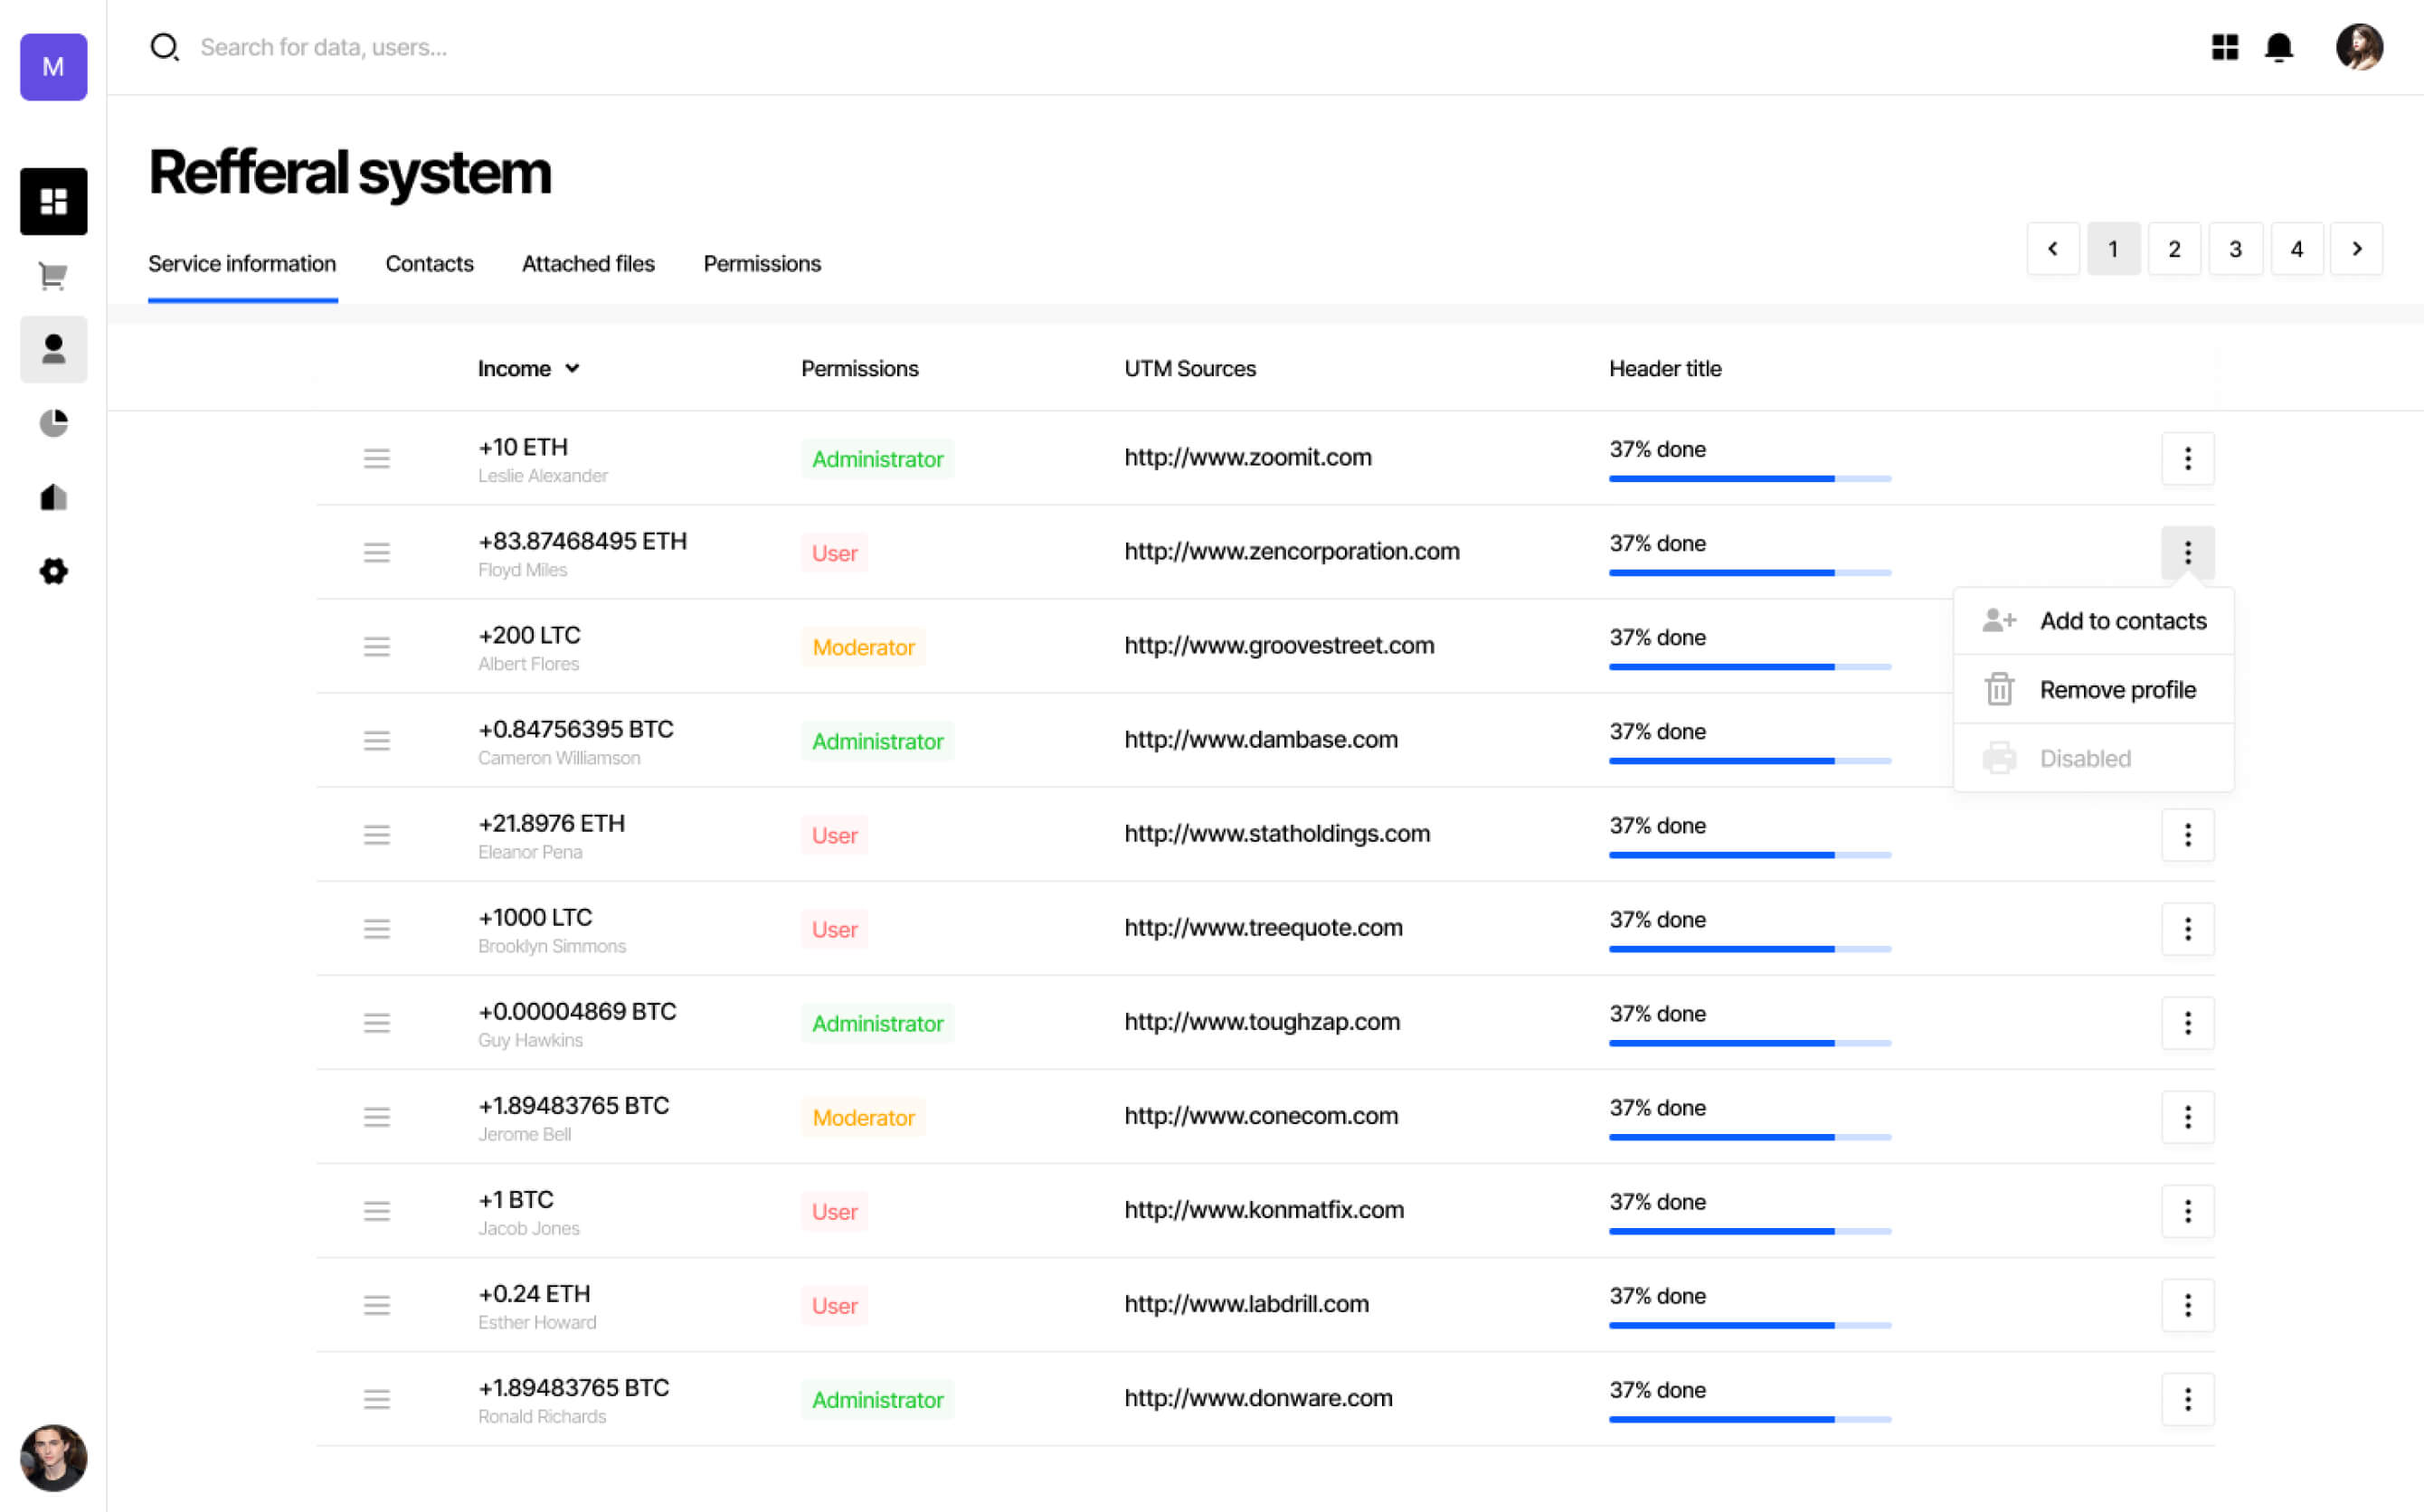 M
Search for data, users...
Refferal system
Service information Contacts Attached files Permissions
1 2 3 4
Income Permissions UTM Sources Header title
+10 ETH
Leslie Alexander
Administrator
http://www.zoomit.com
37% done
+83.87468495 ETH
Floyd Miles
User
http://www.zencorporation.com
37% done
Add to contacts
Remove profile
Disabled
+200 LTC
Albert Flores
Moderator
http://www.groovestreet.com
37% done
+0.84756395 BTC
Cameron Williamson
Administrator
http://www.dambase.com
37% done
+21.8976 ETH
Eleanor Pena
User
http://www.statholdings.com
37% done
+1000 LTC
Brooklyn Simmons
User
http://www.treequote.com
37% done
+0.00004869 BTC
Guy Hawkins
Administrator
http://www.toughzap.com
37% done
+1.89483765 BTC
Jerome Bell
Moderator
http://www.conecom.com
37% done
+1 BTC
Jacob Jones
User
http://www.konmatfix.com
37% done
+0.24 ETH
Esther Howard
User
http://www.labdrill.com
37% done
+1.89483765 BTC
Ronald Richards
Administrator
http://www.donware.com
37% done